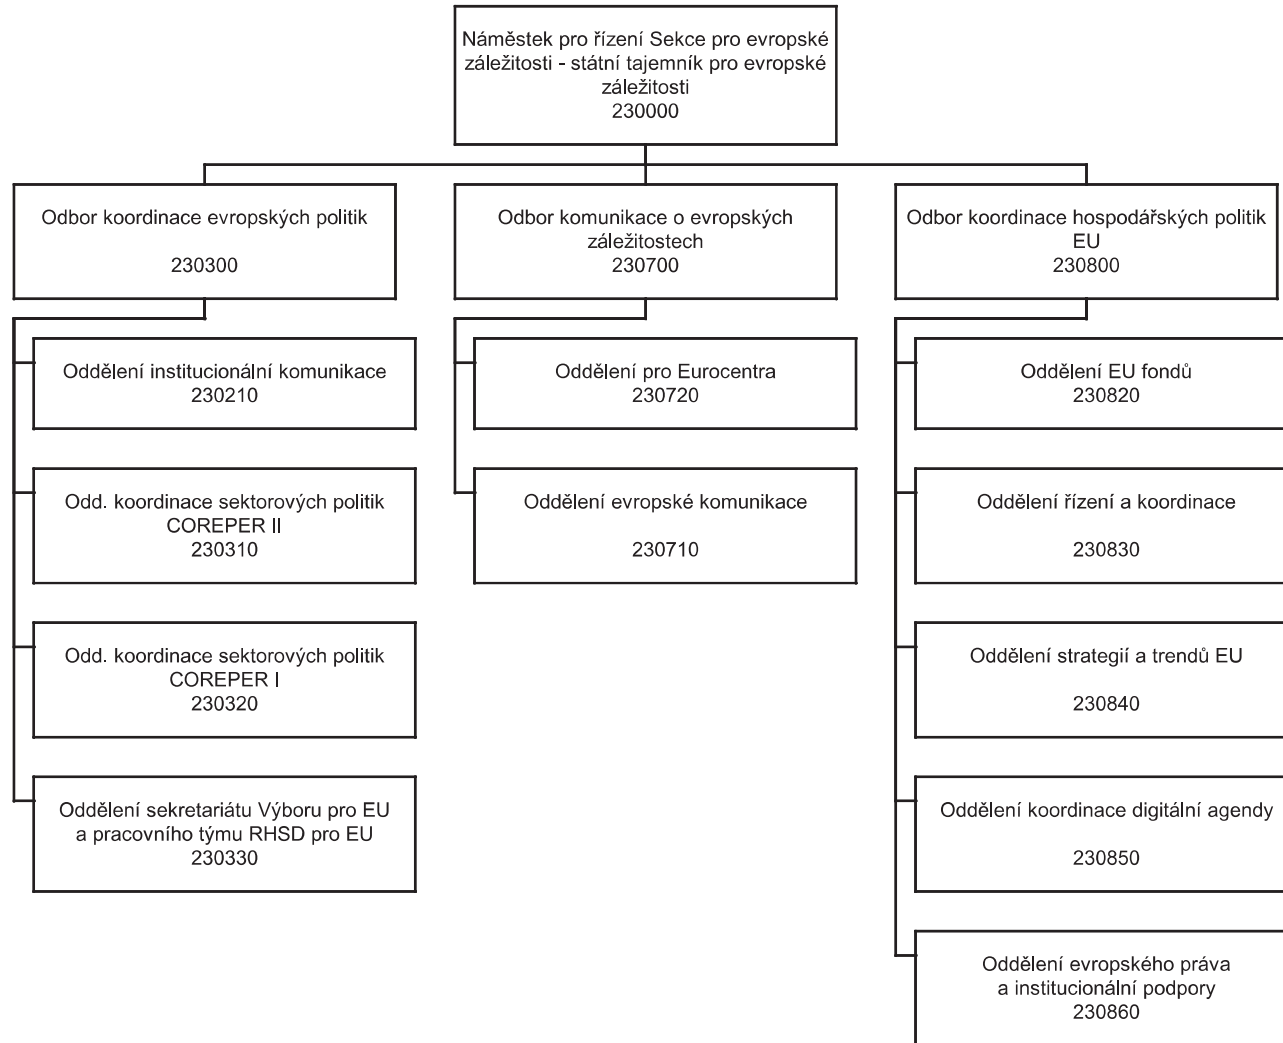 Náměstek pro řízení Sekce pro evropské
záležitosti - státní tajemník pro evropské
záležitosti
230000
Odbor koordinace evropských politik
230300
Oddělení institucionální komunikace
230210
Odd. koordinace sektorových politik
COREPER II
230310
Odd. koordinace sektorových politik
COREPER I
230320
Oddělení sekretariátu Výboru pro EU
a pracovního týmu RHSD pro EU
230330
Odbor komunikace o evropských
záležitostech
230700
Oddělení pro Eurocentra
230720
Oddělení evropské komunikace
230710
Odbor koordinace hospodářských politik
EU
230800
Oddělení EU fondů
230820
Oddělení řízení a koordinace
230830
Oddělení strategií a trendů EU
230840
Oddělení koordinace digitální agendy
230850
Oddělení evropského práva
a institucionální podpory
230860